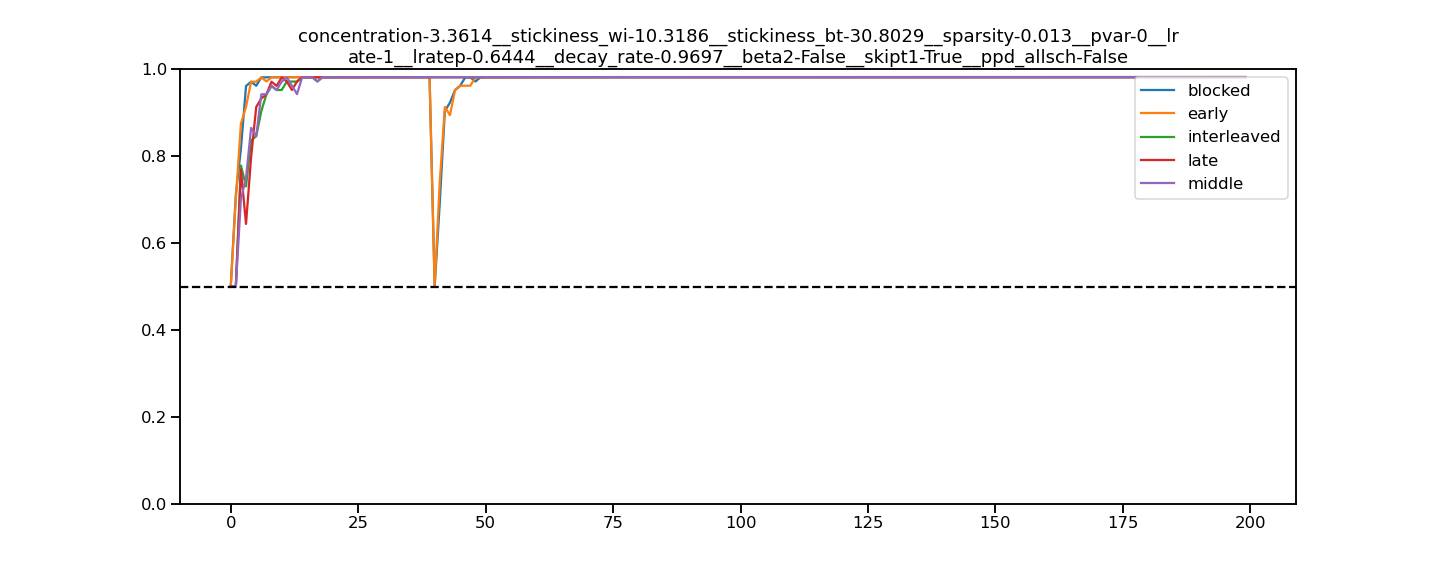 concentration-3.3614__stickiness_wi-10.3186__stickiness_bt-30.8029__sparsity-0.013__pvar-0__lr
ate-1__lratep-0.6444__decay_rate-0.9697__beta2-False__skipt1-True__ppd_allsch-False
1.0
0.8
0.6
0.4
0.2
0.0
blocked
early
interleaved
late
middle
0
25
50
75
100
125
150
175
200